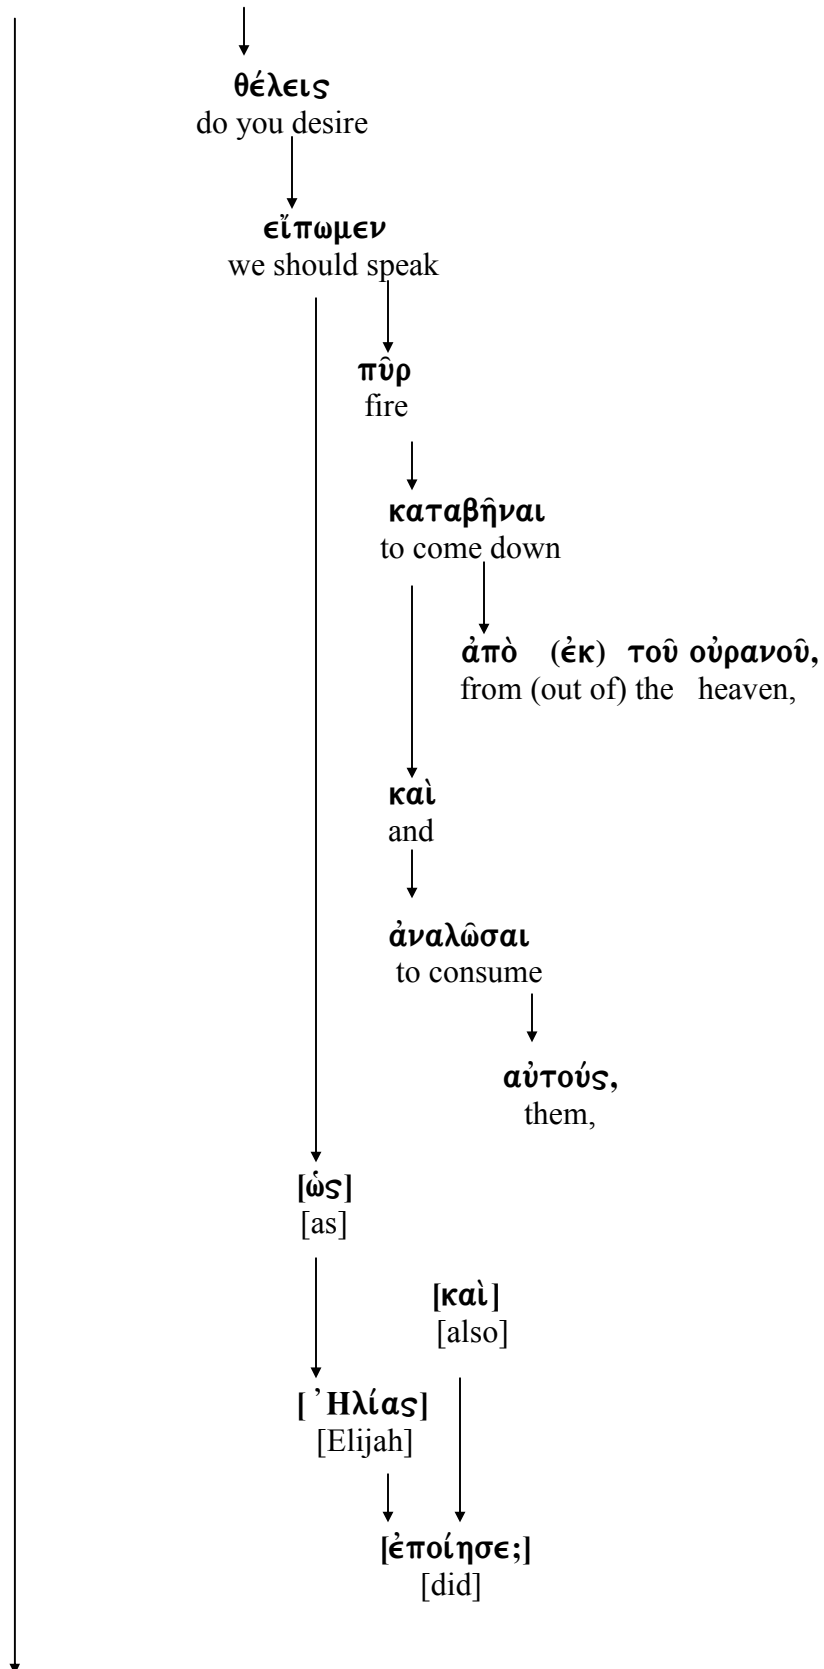 θέλεις
do you desire
εἴπωμεν
we should speak
πῦρ
fire
καταβῆναι
to come down
ἀπὸ (ἐκ) τοῦ οὐρανοῦ,
from (out of) the heaven,
καὶ
and
ἀναλῶσαι
to consume
αὐτούς,
them,
[ὡς]
[as]
[καὶ]
[also]
[ ᾿Ηλίας]
[Elijah]
[ἐποίησε;]
[did]